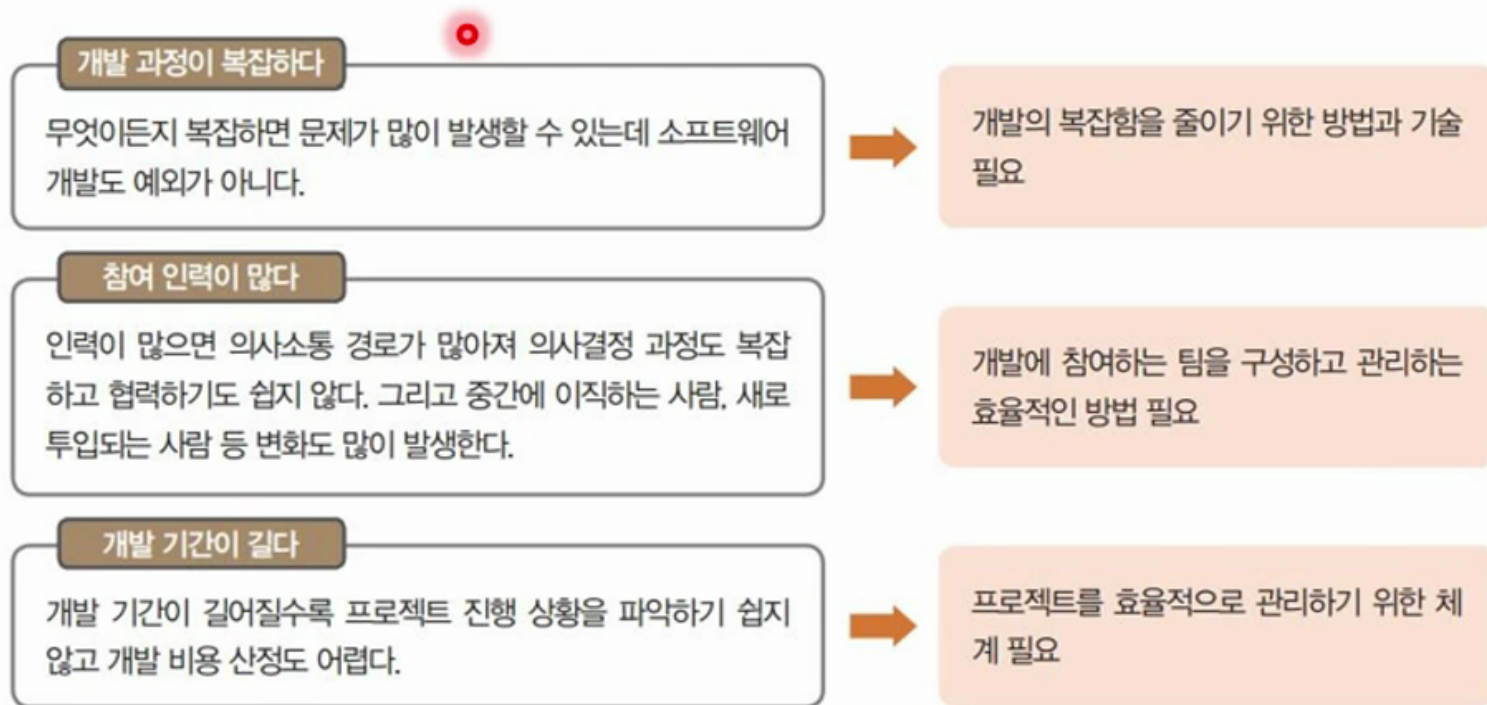 개발 과정이 복잡하다
무엇이든지 복잡하면 문제가 많이 발생할 수 있는데 소프트웨어
개발도 예외가 아니다.
개발의 복잡함을 줄이기 위한 방법과 기술
필요
참여 인력이 많다
인력이 많으면 의사소통 경로가 많아져 의사결정 과정도 복잡
하고 협력하기도 쉽지 않다. 그리고 중간에 이직하는 사람, 새로
투입되는 사람 등 변화도 많이 발생한다.
개발에 참여하는 팀을 구성하고 관리하는
효율적인 방법 필요
개발 기간이 길다
개발 기간이 길어질수록 프로젝트 진행 상황을 파악하기 쉽지
않고 개발 비용 산정도 어렵다.
프로젝트를 효율적으로 관리하기 위한 체
계 필요